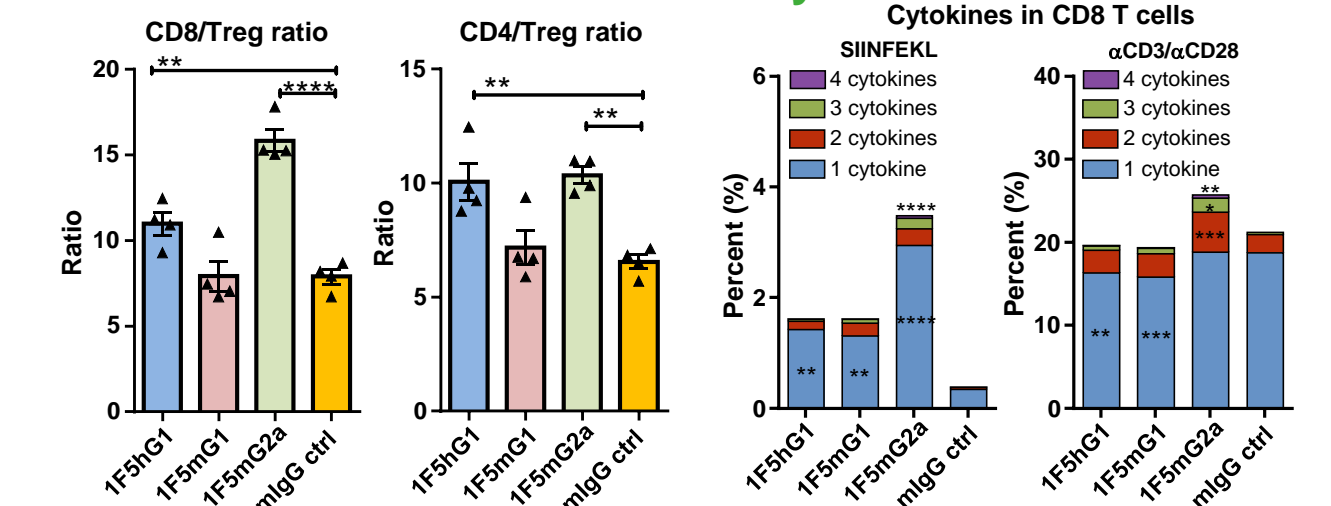 CD8/Treg ratio
Ratio
20
15
10
5
0
**
****
1F5hG1
1F5mG1
1F5mG2a
mIgG ctrl
CD4/Treg ratio
Ratio
15
10
5
0
**
**
1F5hG1
1F5mG1
1F5mG2a
mIgG ctrl
Cytokines in CD8 T cells
SIINFEKL
Percent (%)
6
4
2
0
4 cytokines
3 cytokines
2 cytokines
1 cytokine
****
****
**
**
1F5hG1
1F5mG1
1F5mG2a
mIgG ctrl
αCD3/αCD28
Percent (%)
40
30
20
10
0
4 cytokines
3 cytokines
2 cytokines
1 cytokine
**
*
***
**
***
1F5hG1
1F5mG1
1F5mG2a
mIgG ctrl